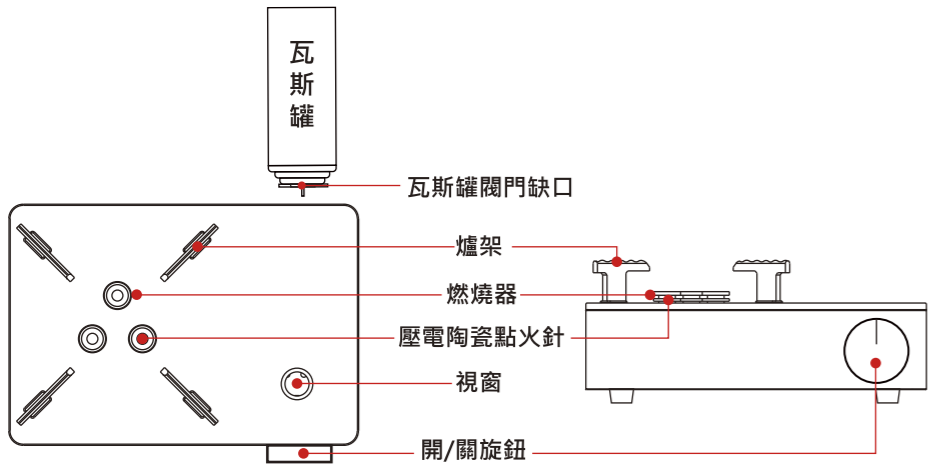 瓦斯罐
瓦斯罐閥門缺口
爐架
燃燒器
壓電陶瓷點火針
視窗
開/關旋鈕